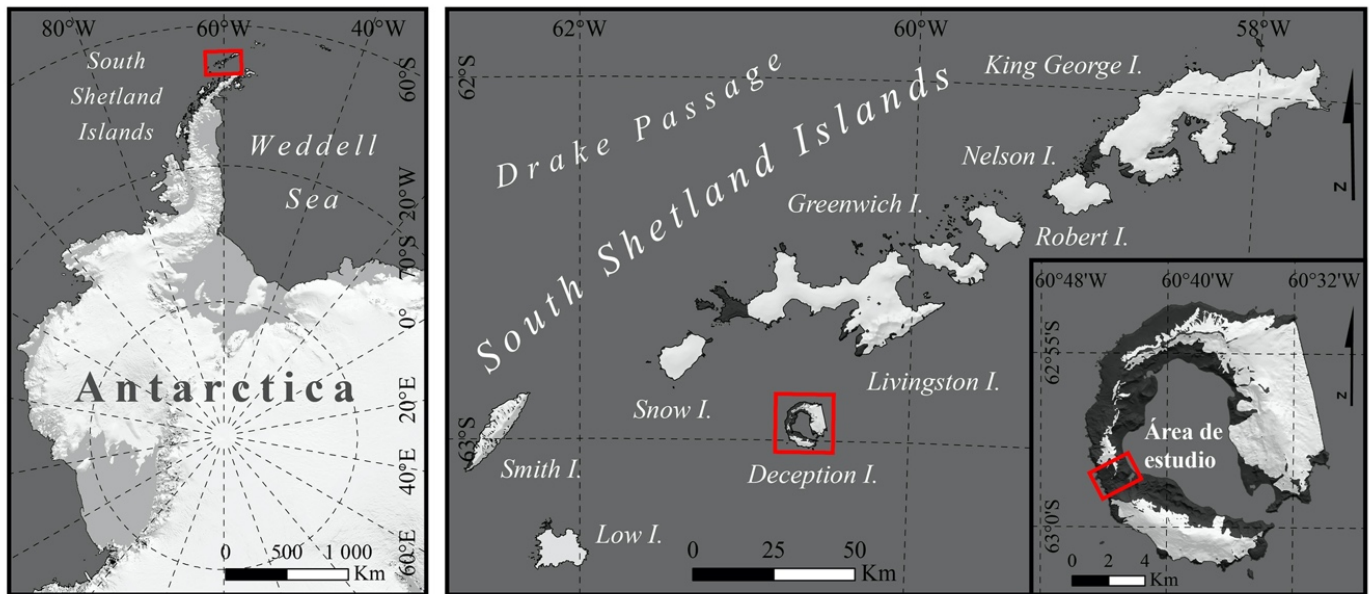 80°W
60°W
40°W
South
Shetland
Islands
60°S
Weddell
Sea
20°W
70°S
0°
Antarctica
20°E
40°E
60°E
0 500 1 000
Km
62°W
60°W
58°W
62°S
Drake Passage
South Shetland Islands
King George I.
Nelson I.
Greenwich I.
Robert I.
N
Livingston I.
Snow I.
63°S
Smith I.
Deception I.
Low I.
0 25 50
Km
60°48'W
60°40'W
60°32'W
62°55'S
N
Área de
estudio
63°0'S
0 2 4
Km